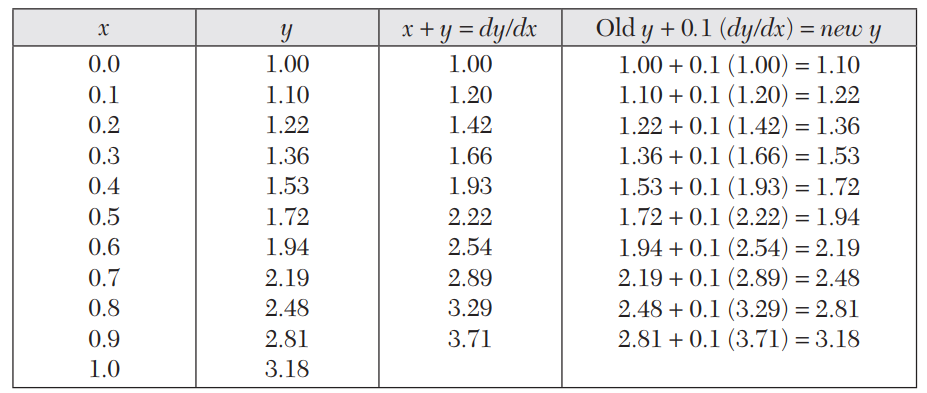 x y x + y = dy/dx Old y + 0.1 (dy/dx) = new y
0.0 1.00 1.00 1.00 + 0.1 (1.00) = 1.10
0.1 1.10 1.20 1.10 + 0.1 (1.20) = 1.22
0.2 1.22 1.42 1.22 + 0.1 (1.42) = 1.36
0.3 1.36 1.66 1.36 + 0.1 (1.66) = 1.53
0.4 1.53 1.93 1.53 + 0.1 (1.93) = 1.72
0.5 1.72 2.22 1.72 + 0.1 (2.22) = 1.94
0.6 1.94 2.54 1.94 + 0.1 (2.54) = 2.19
0.7 2.19 2.89 2.19 + 0.1 (2.89) = 2.48
0.8 2.48 3.29 2.48 + 0.1 (3.29) = 2.81
0.9 2.81 3.71 2.81 + 0.1 (3.71) = 3.18
1.0 3.18